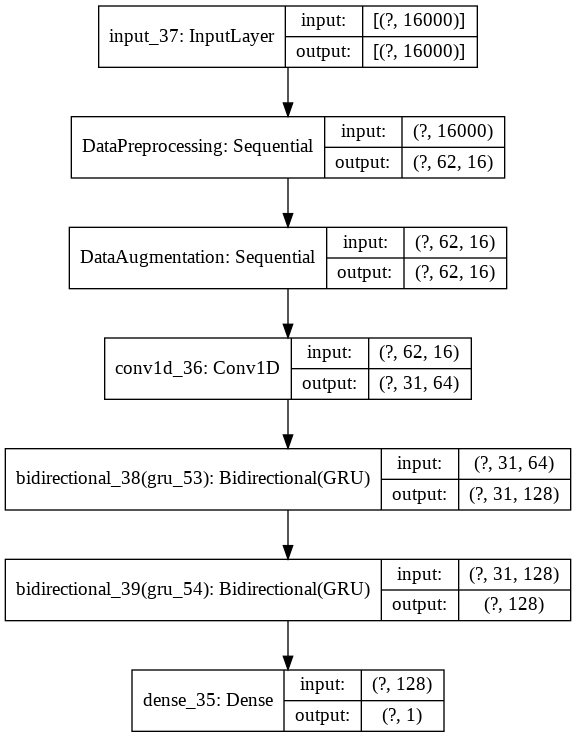 input_37: InputLayer
input: [(?, 16000)]
output: [(?, 16000)]
DataPreprocessing: Sequential
input: (?, 16000)
output: (?, 62, 16)
DataAugmentation: Sequential
input: (?, 62, 16)
output: (?, 62, 16)
conv1d_36: Conv1D
input: (?, 62, 16)
output: (?, 31, 64)
bidirectional_38(gru_53): Bidirectional(GRU)
input: (?, 31, 64)
output: (?, 31, 128)
bidirectional_39(gru_54): Bidirectional(GRU)
input: (?, 31, 128)
output: (?, 128)
dense_35: Dense
input: (?, 128)
output: (?, 1)